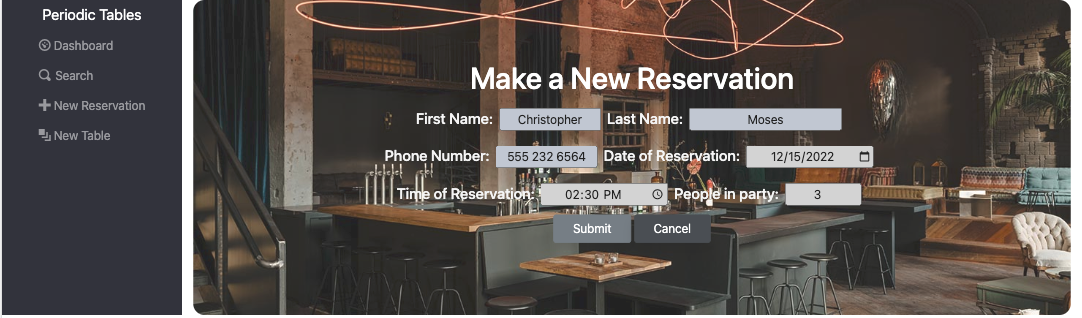 Periodic Tables
Dashboard
Search
New Reservation
New Table
Make a New Reservation
First Name: Christopher Last Name: Moses
Phone Number: 555 232 6564 Date of Reservation: 12/15/2022
Time of Reservation: 02:30 PM People in party: 3
Submit Cancel